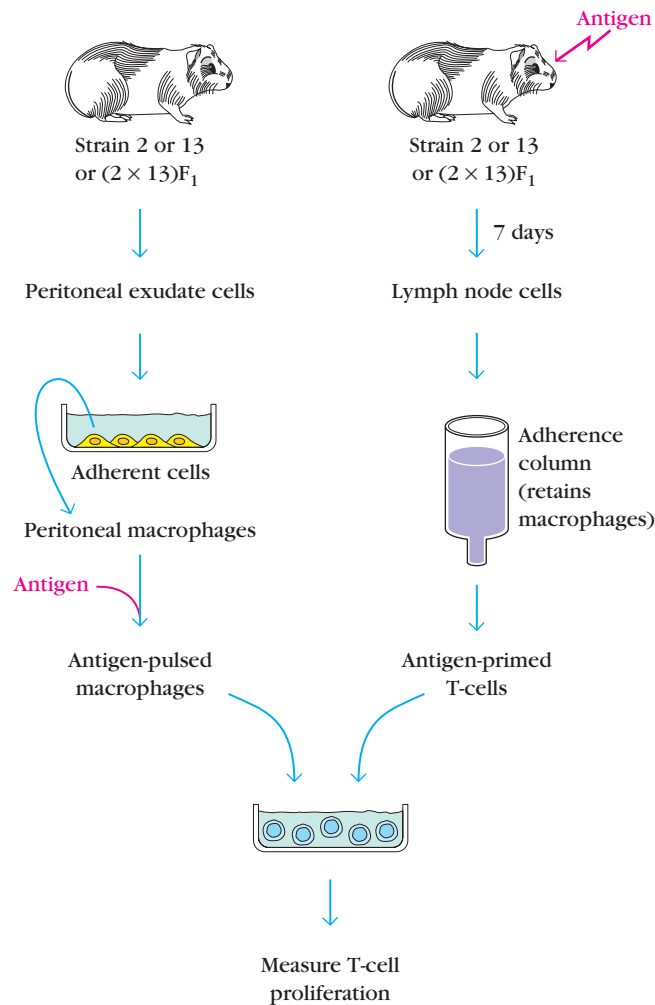 Antigen
Strain 2 or 13
or (2 × 13)F₁
Strain 2 or 13
or (2 × 13)F₁
7 days
Peritoneal exudate cells
Lymph node cells
Adherent cells
Adherence
column
(retains
macrophages)
Peritoneal macrophages
Antigen
Antigen-pulsed
macrophages
Antigen-primed
T-cells
Measure T-cell
proliferation